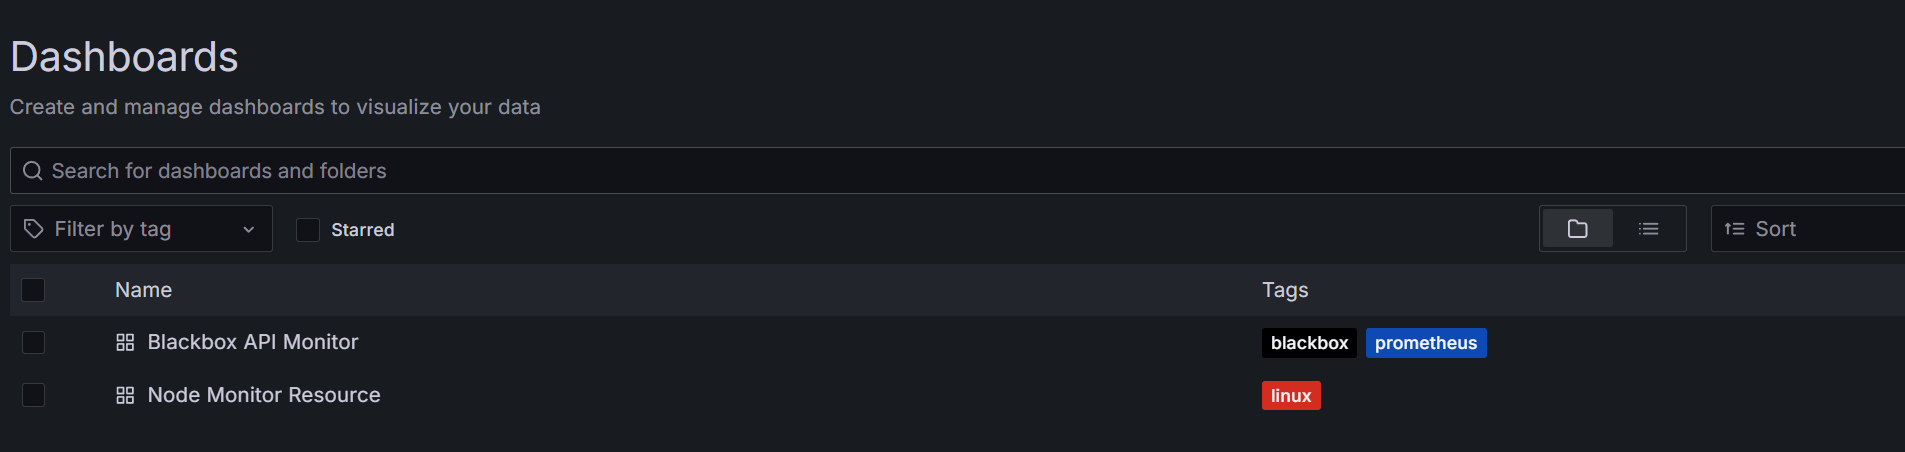 Dashboards
Create and manage dashboards to visualize your data
Search for dashboards and folders
Filter by tag Starred Sort
Name Tags
Blackbox API Monitor blackbox prometheus
Node Monitor Resource linux